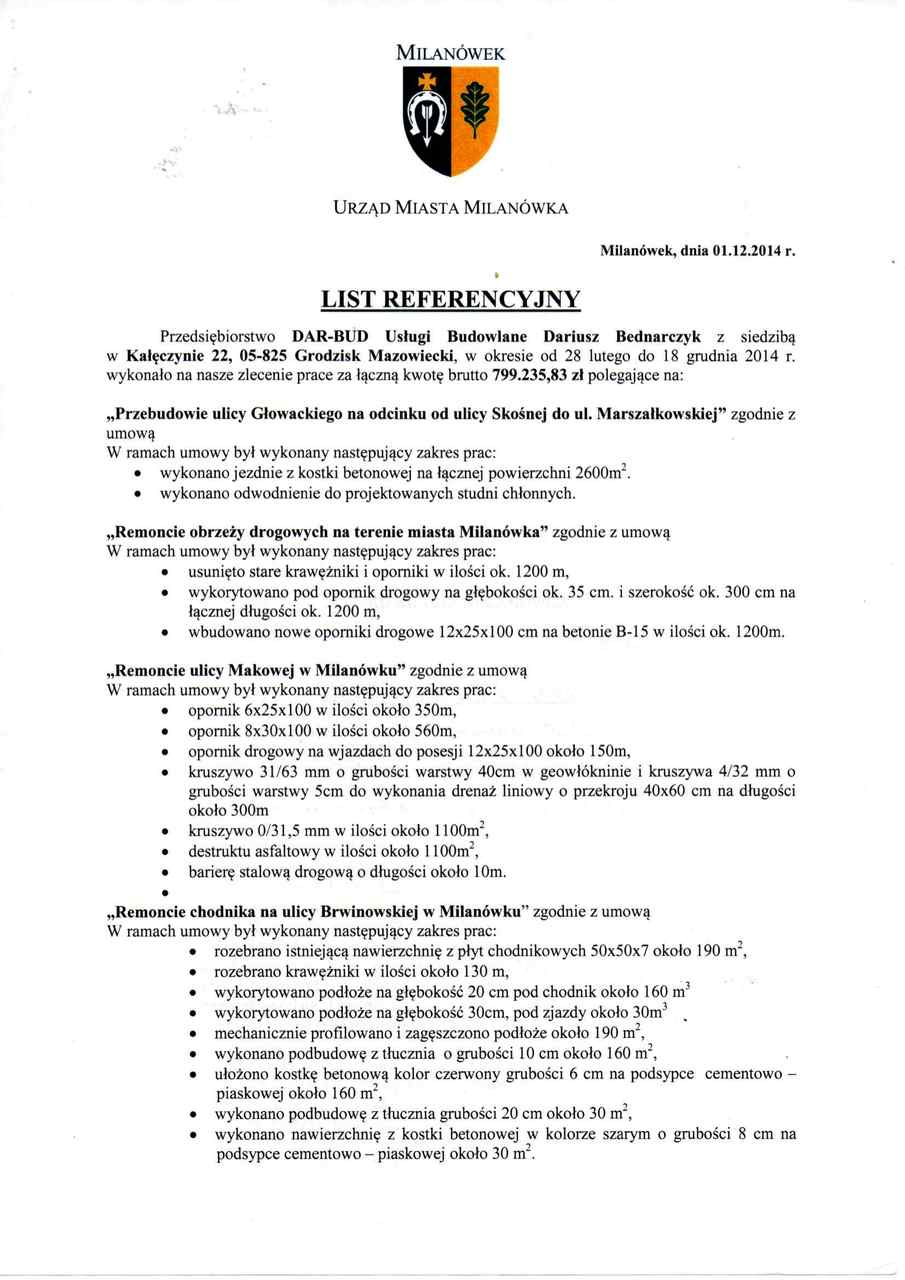 MILANÓWEK
URZĄD MIASTA MILANÓWKA
Milanówek, dnia 01.12.2014 r.
LIST REFERENCYJNY
Przedsiębiorstwo DAR-BUD Usługi Budowlane Dariusz Bednarczyk z siedzibą
w Kałęczynie 22, 05-825 Grodzisk Mazowiecki, w okresie od 28 lutego do 18 grudnia 2014 r.
wykonało na nasze zlecenie prace za łączną kwotę brutto 799.235,83 zł polegające na:
„Przebudowie ulicy Głowackiego na odcinku od ulicy Skośnej do ul. Marszałkowskiej” zgodnie z
umową
W ramach umowy był wykonany następujący zakres prac:
• wykonano jezdnie z kostki betonowej na łącznej powierzchni 2600m².
• wykonano odwodnienie do projektowanych studni chłonnych.
„Remoncie obrzeży drogowych na terenie miasta Milanówka” zgodnie z umową
W ramach umowy był wykonany następujący zakres prac:
• usunięto stare krawężniki i oporniki w ilości ok. 1200 m,
• wykorytowano pod opornik drogowy na głębokości ok. 35 cm. i szerokość ok. 300 cm na
łącznej długości ok. 1200 m,
• wbudowano nowe oporniki drogowe 12x25x100 cm na betonie B-15 w ilości ok. 1200m.
„Remoncie ulicy Makowej w Milanówku” zgodnie z umową
W ramach umowy był wykonany następujący zakres prac:
• opornik 6x25x100 w ilości około 350m,
• opornik 8x30x100 w ilości około 560m,
• opornik drogowy na wjazdach do posesji 12x25x100 około 150m,
• kruszywo 31/63 mm o grubości warstwy 40cm w geowłókninie i kruszywa 4/32 mm o
grubości warstwy 5cm do wykonania drenaż liniowy o przekroju 40x60 cm na długości
około 300m
• kruszywo 0/31,5 mm w ilości około 1100m²,
• destruktu asfaltowy w ilości około 1100m²,
• barierę stalową drogową o długości około 10m.
•
„Remoncie chodnika na ulicy Brwinowskiej w Milanówku” zgodnie z umową
W ramach umowy był wykonany następujący zakres prac:
• rozebrano istniejącą nawierzchnię z płyt chodnikowych 50x50x7 około 190 m²,
• rozebrano krawężniki w ilości około 130 m,
• wykorytowano podłoże na głębokość 20 cm pod chodnik około 160 m³
• wykorytowano podłoże na głębokość 30cm, pod zjazdy około 30m³
• mechanicznie profilowano i zagęszczono podłoże około 190 m²,
• wykonano podbudowę z tłucznia o grubości 10 cm około 160 m²,
• ułożono kostkę betonową kolor czerwony grubości 6 cm na podsypce cementowo –
piaskowej około 160 m²,
• wykonano podbudowę z tłucznia grubości 20 cm około 30 m²,
• wykonano nawierzchnię z kostki betonowej w kolorze szarym o grubości 8 cm na
podsypce cementowo – piaskowej około 30 m².